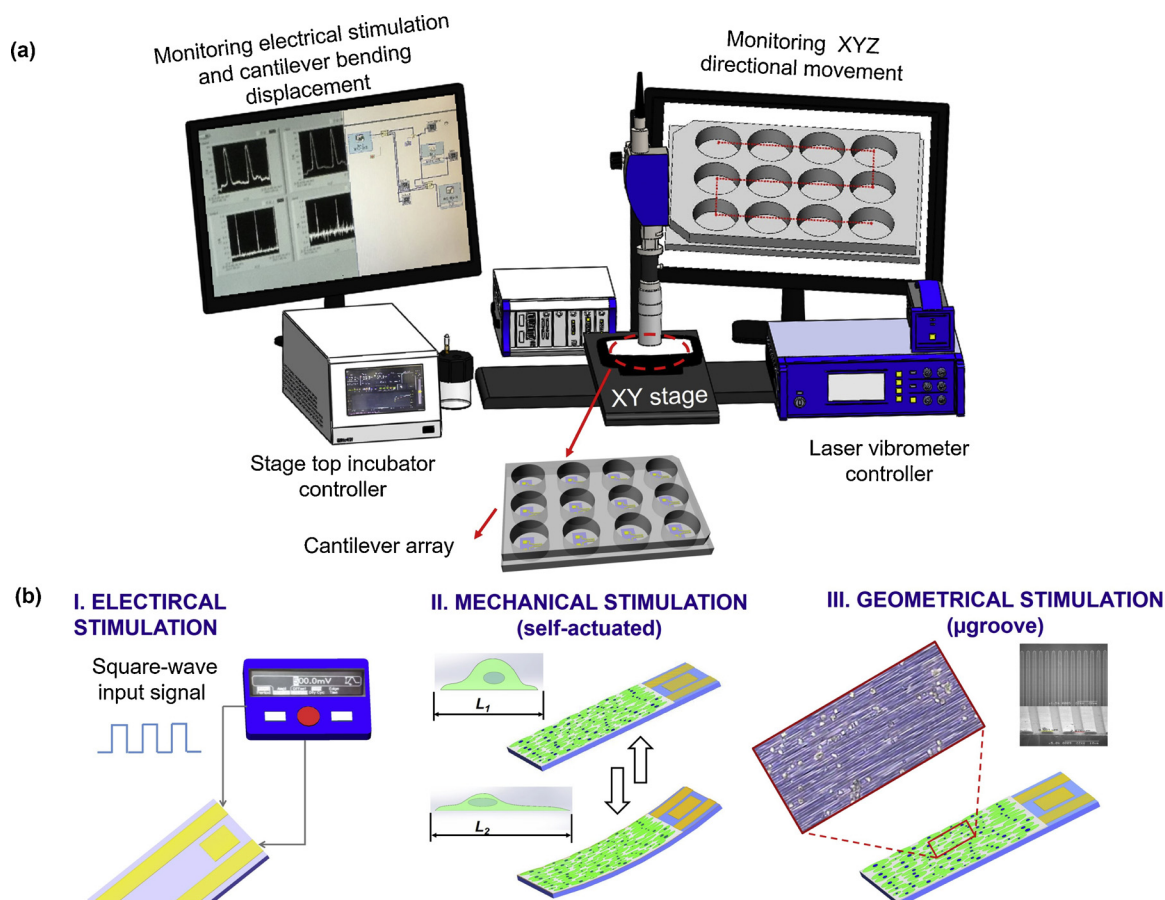 (a)
Monitoring electrical stimulation
and cantilever bending
displacement
Monitoring XYZ
directional movement
XY stage
Stage top incubator
controller
Laser vibrometer
controller
Cantilever array
(b)
I. ELECTIRCAL
STIMULATION
Square-wave
input signal
00.0mV
II. MECHANICAL STIMULATION
(self-actuated)
L1
L2
III. GEOMETRICAL STIMULATION
(µgroove)